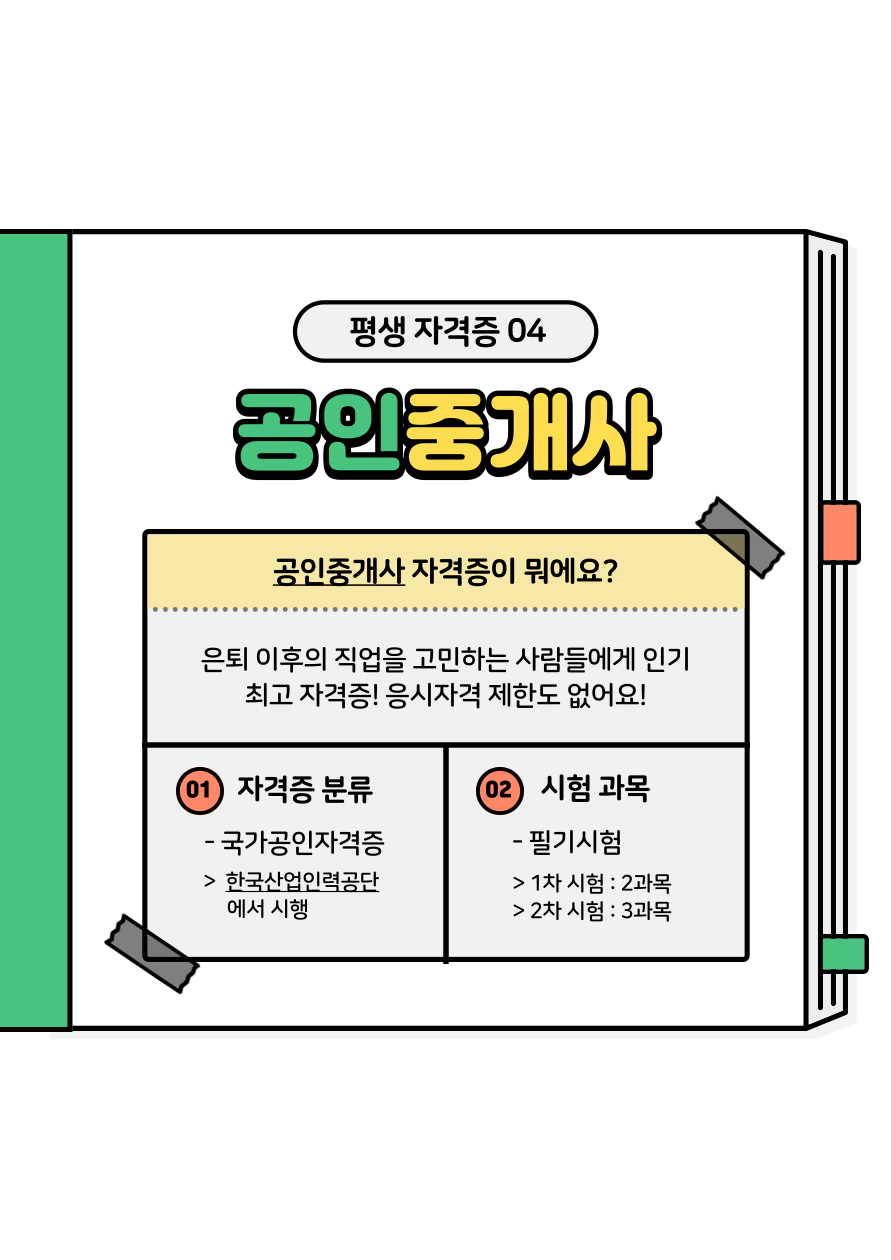 평생 자격증 04
공인중개사
공인중개사 자격증이 뭐에요?
은퇴 이후의 직업을 고민하는 사람들에게 인기
최고 자격증! 응시자격 제한도 없어요!
01 자격증 분류
- 국가공인자격증
> 한국산업인력공단
에서 시행
02 시험 과목
- 필기시험
> 1차 시험 : 2과목
> 2차 시험 : 3과목